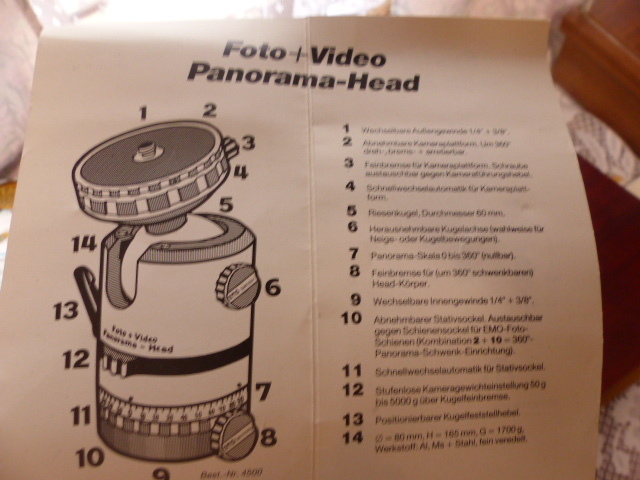 Foto+Video
Panorama-Head
1
2
3
4
5
14
6
13
Foto+Video
Panorama-Head
12
7
11
8
10
9
Best.-Nr. 4500
1 Wechselbare Außengewinde 1/4" + 3/8".
2 Abnehmbare Kameraplattform. Um 360°
dreh-, brems- + arretierbar.
3 Feinbremse für Kameraplattform. Schraube
austauschbar gegen Kameraführungshebel.
4 Schnellwechselautomatik für Kameraplatt-
form.
5 Riesenkugel, Durchmesser 60 mm.
6 Herausnehmbare Kugelachse (wahlweise für
Neige- oder Kugelbewegungen).
7 Panorama-Skala 0 bis 360° (nullbar).
8 Feinbremse für (um 360° schwenkbaren)
Head-Körper.
9 Wechselbare Innengewinde 1/4" + 3/8".
10 Abnehmbarer Stativsockel. Austauschbar
gegen Schienensockel für EMO-Foto-
Schienen (Kombination 2 + 10 = 360°-
Panorama-Schwenk-Einrichtung).
11 Schnellwechselautomatik für Stativsockel.
12 Stufenlose Kameragewichteinstellung 50 g
bis 5000 g über Kugelfeinbremse.
13 Positionierbarer Kugelfeststellhebel.
14 Ø = 80 mm, H = 165 mm, G = 1700 g,
Werkstoff: Al, Ms + Stahl, fein veredelt.